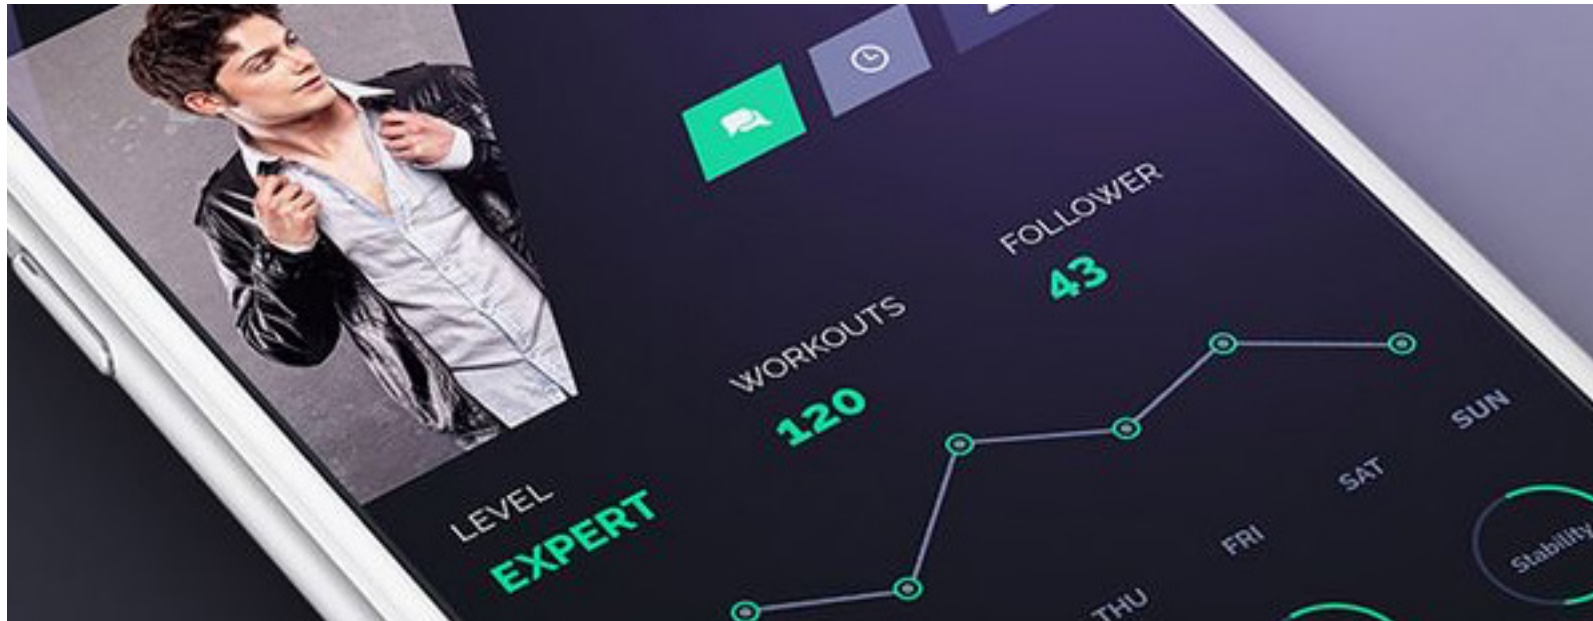 FOLLOWER
43
WORKOUTS
120
LEVEL
EXPERT
SUN
SAT
FRI
THU
Stability